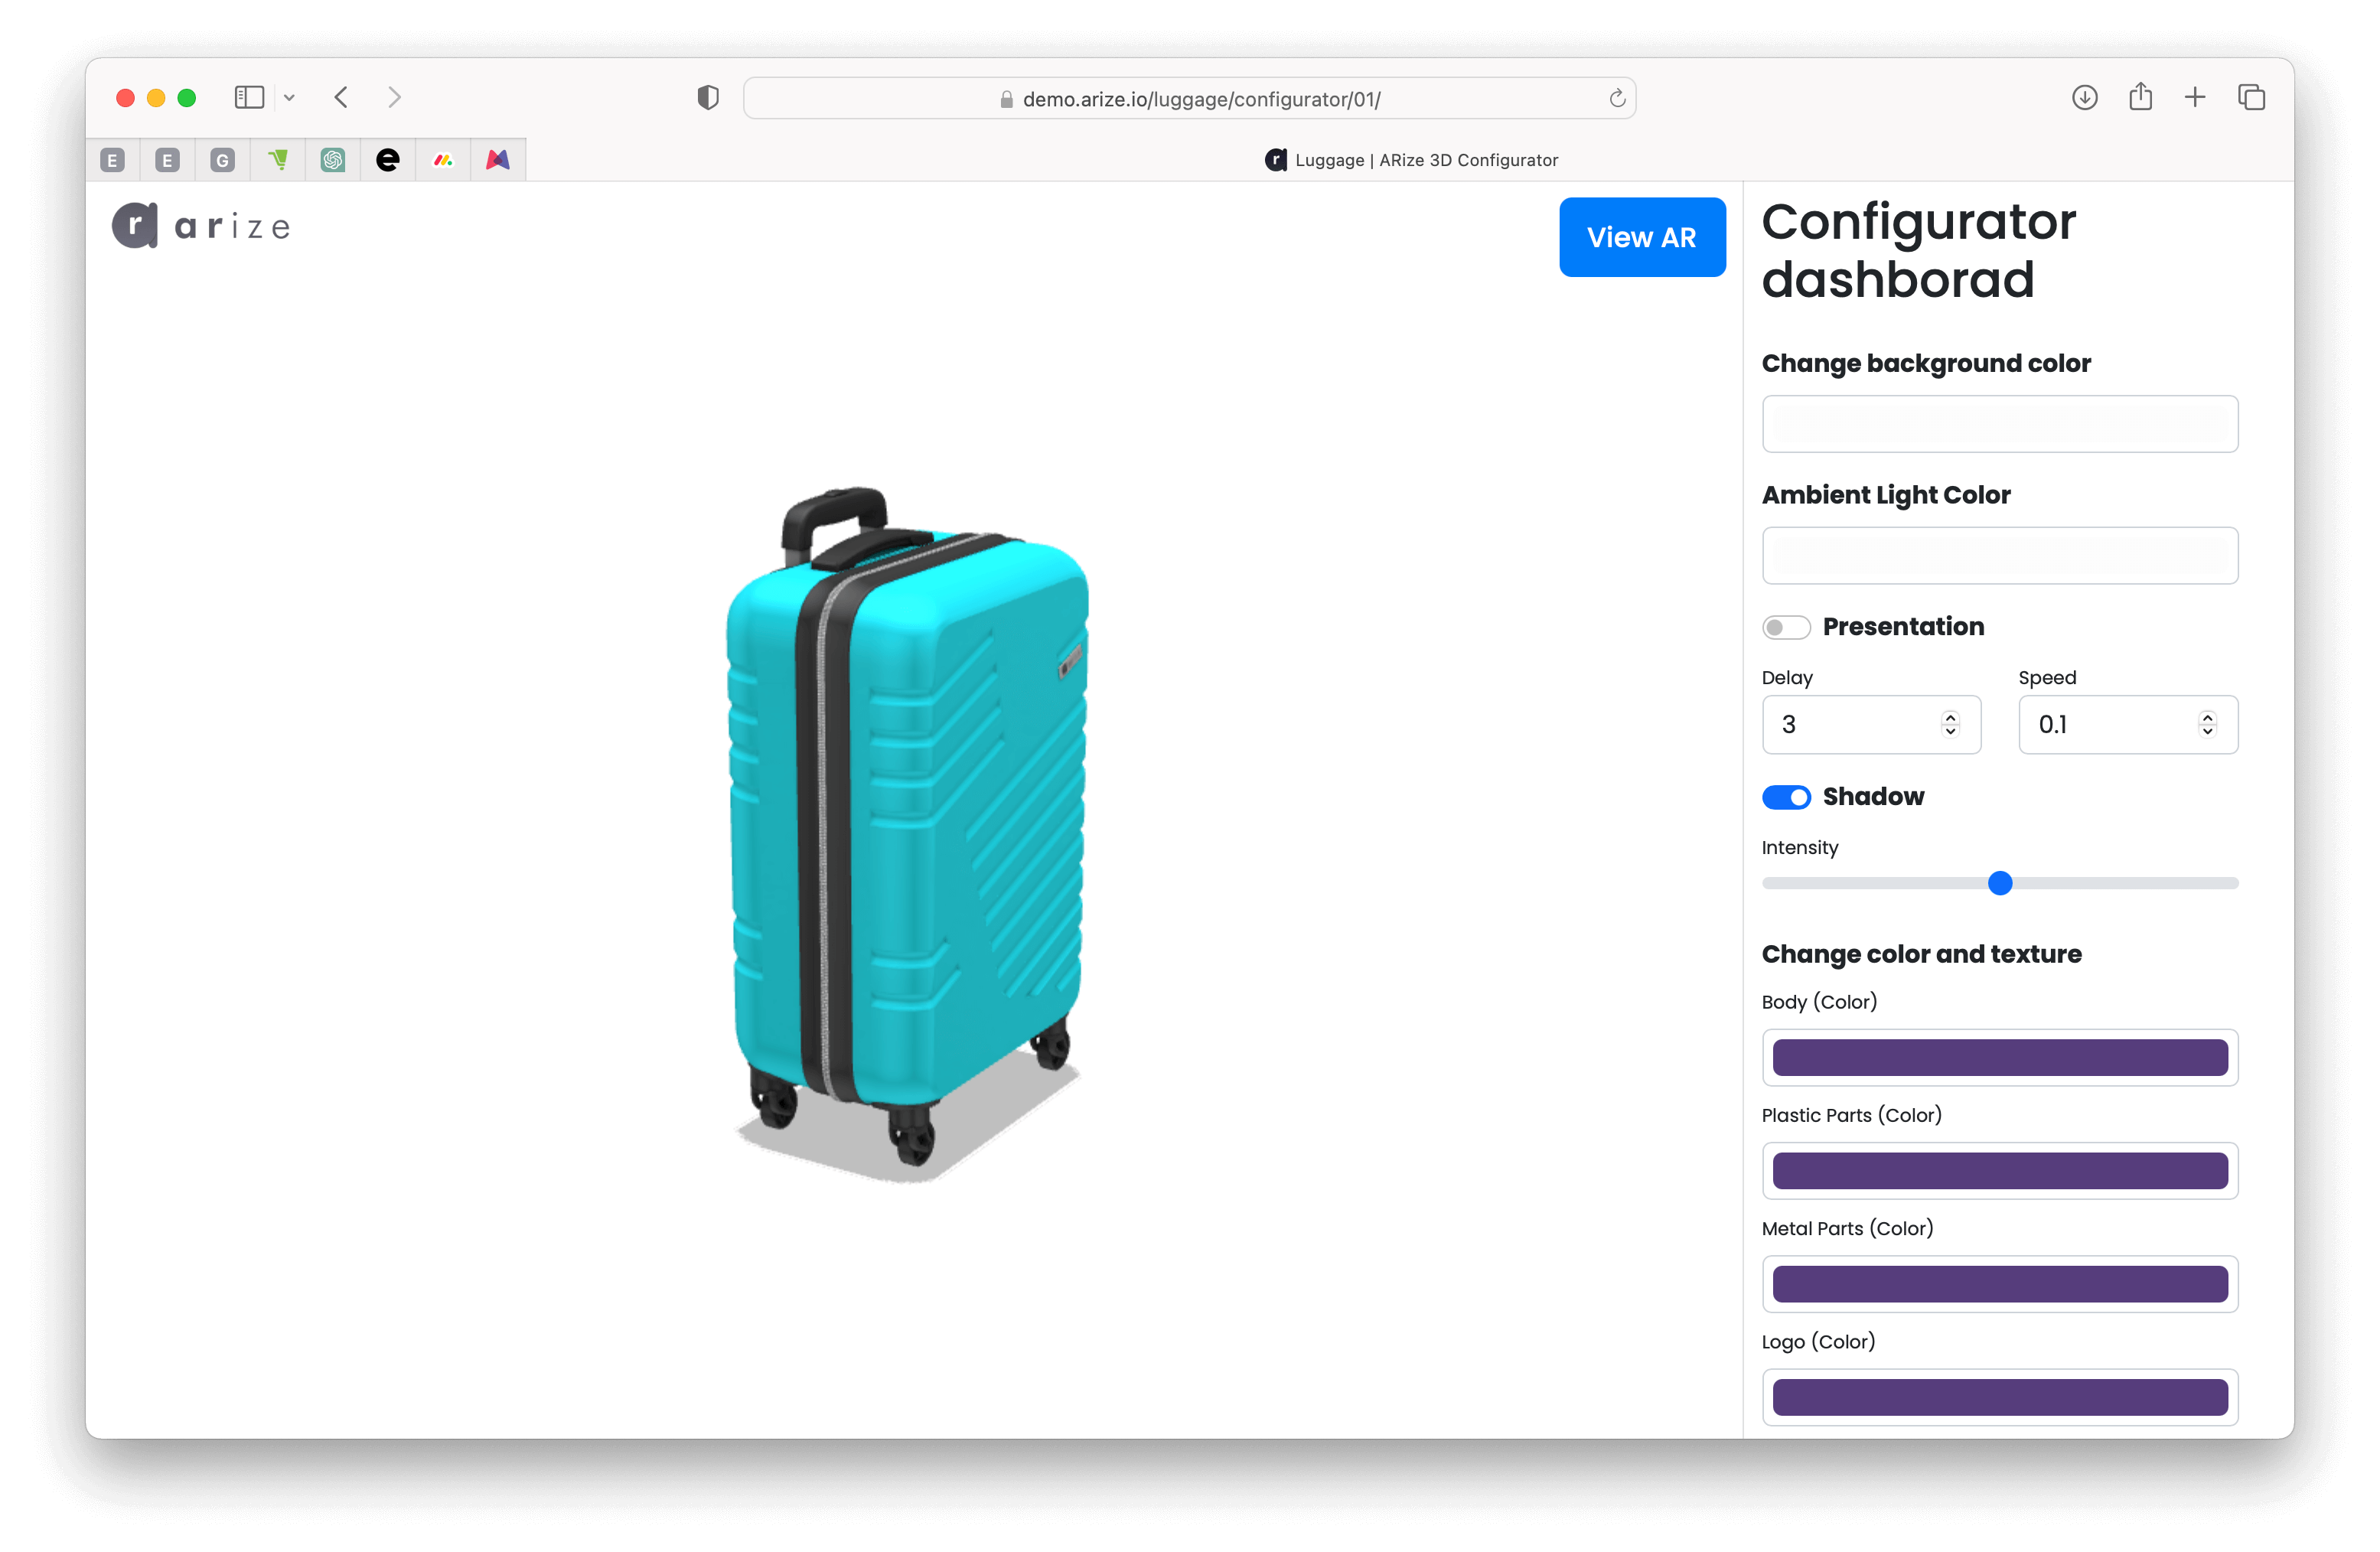 demo.arize.io/luggage/configurator/01/
E
E
G
e
r Luggage | ARize 3D Configurator
r arize
View AR
Configurator
dashborad
Change background color
Ambient Light Color
Presentation
Delay
Speed
3
0.1
Shadow
Intensity
Change color and texture
Body (Color)
Plastic Parts (Color)
Metal Parts (Color)
Logo (Color)